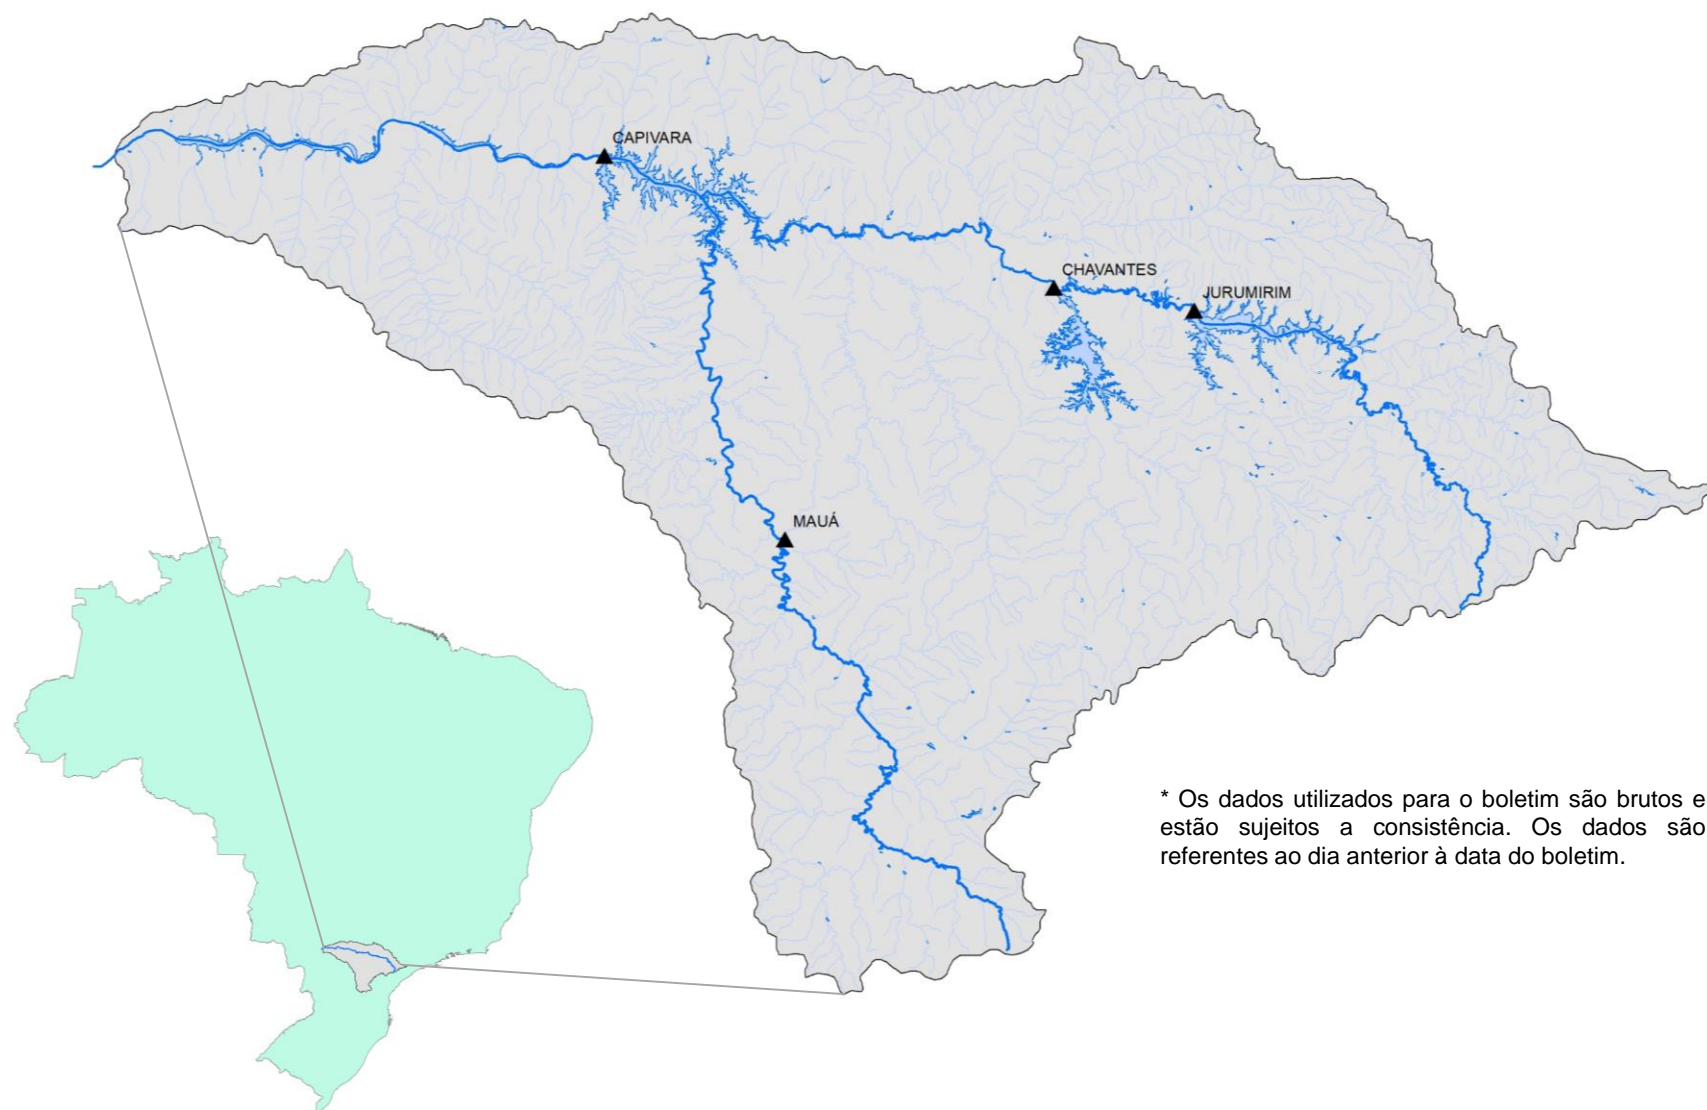 CAPIVARA
CHAVANTES
JURUMIRIM
MAUÁ
* Os dados utilizados para o boletim são brutos e
estão sujeitos a consistência. Os dados são
referentes ao dia anterior à data do boletim.